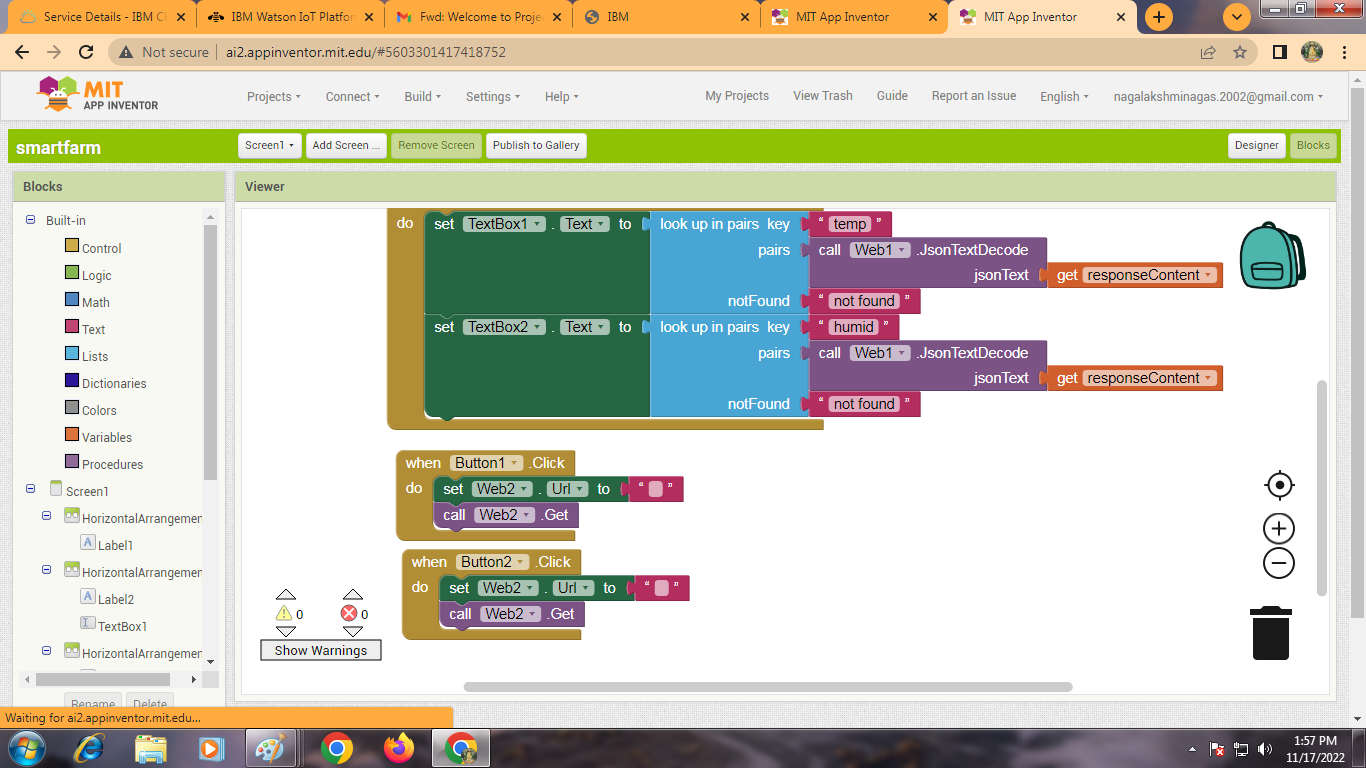 Service Details - IBM Cl
IBM Watson IoT Platfor
Fwd: Welcome to Proje
IBM
MIT App Inventor
MIT App Inventor
Not secure | ai2.appinventor.mit.edu/#5603301417418752
MIT
APP INVENTOR
Projects Connect Build Settings Help My Projects View Trash Guide Report an Issue English nagalakshminagas.2002@gmail.com
smartfarm Screen1 Add Screen ... Remove Screen Publish to Gallery Designer Blocks
Blocks
Built-in
Control
Logic
Math
Text
Lists
Dictionaries
Colors
Variables
Procedures
Screen1
HorizontalArrangemen
Label1
HorizontalArrangemen
Label2
TextBox1
HorizontalArrangemen
Rename Delete
Viewer
do set TextBox1 . Text to look up in pairs key " temp "
pairs call Web1 .JsonTextDecode
jsonText get responseContent
notFound " not found "
set TextBox2 . Text to look up in pairs key " humid "
pairs call Web1 .JsonTextDecode
jsonText get responseContent
notFound " not found "
when Button1 .Click
do set Web2 . Url to " "
call Web2 .Get
when Button2 .Click
do set Web2 . Url to " "
call Web2 .Get
0 0
Show Warnings
Waiting for ai2.appinventor.mit.edu...
1:57 PM
11/17/2022